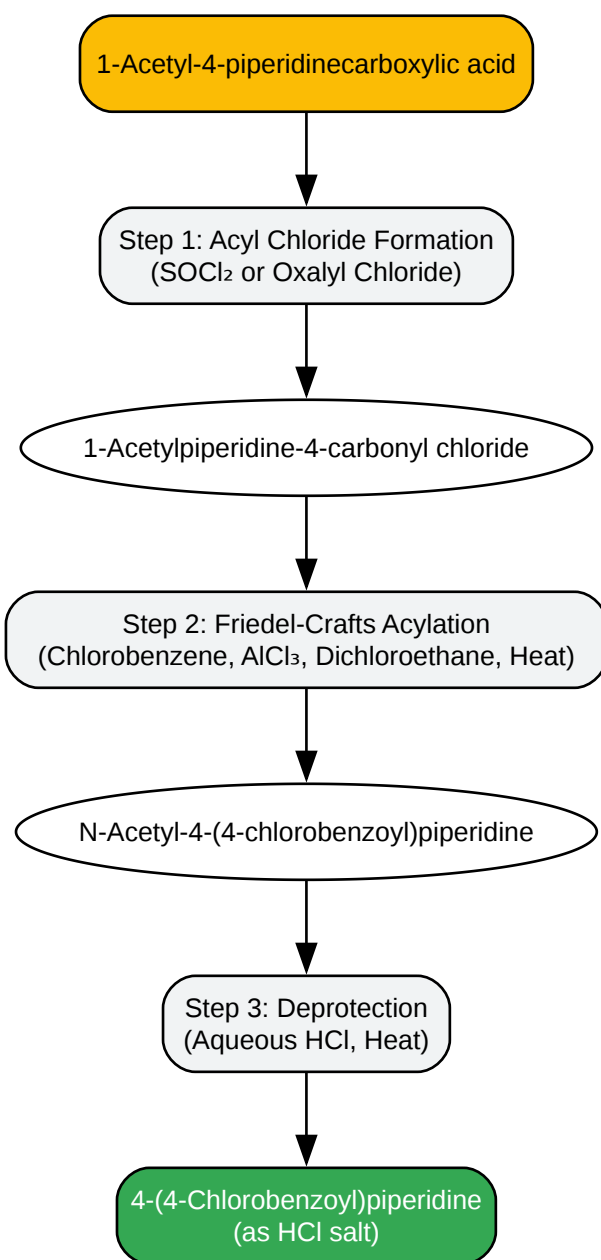 1-Acetyl-4-piperidinecarboxylic acid
Step 1: Acyl Chloride Formation
(SOCl₂ or Oxalyl Chloride)
1-Acetylpiperidine-4-carbonyl chloride
Step 2: Friedel-Crafts Acylation
(Chlorobenzene, AlCl₃, Dichloroethane, Heat)
N-Acetyl-4-(4-chlorobenzoyl)piperidine
Step 3: Deprotection
(Aqueous HCl, Heat)
4-(4-Chlorobenzoyl)piperidine
(as HCl salt)